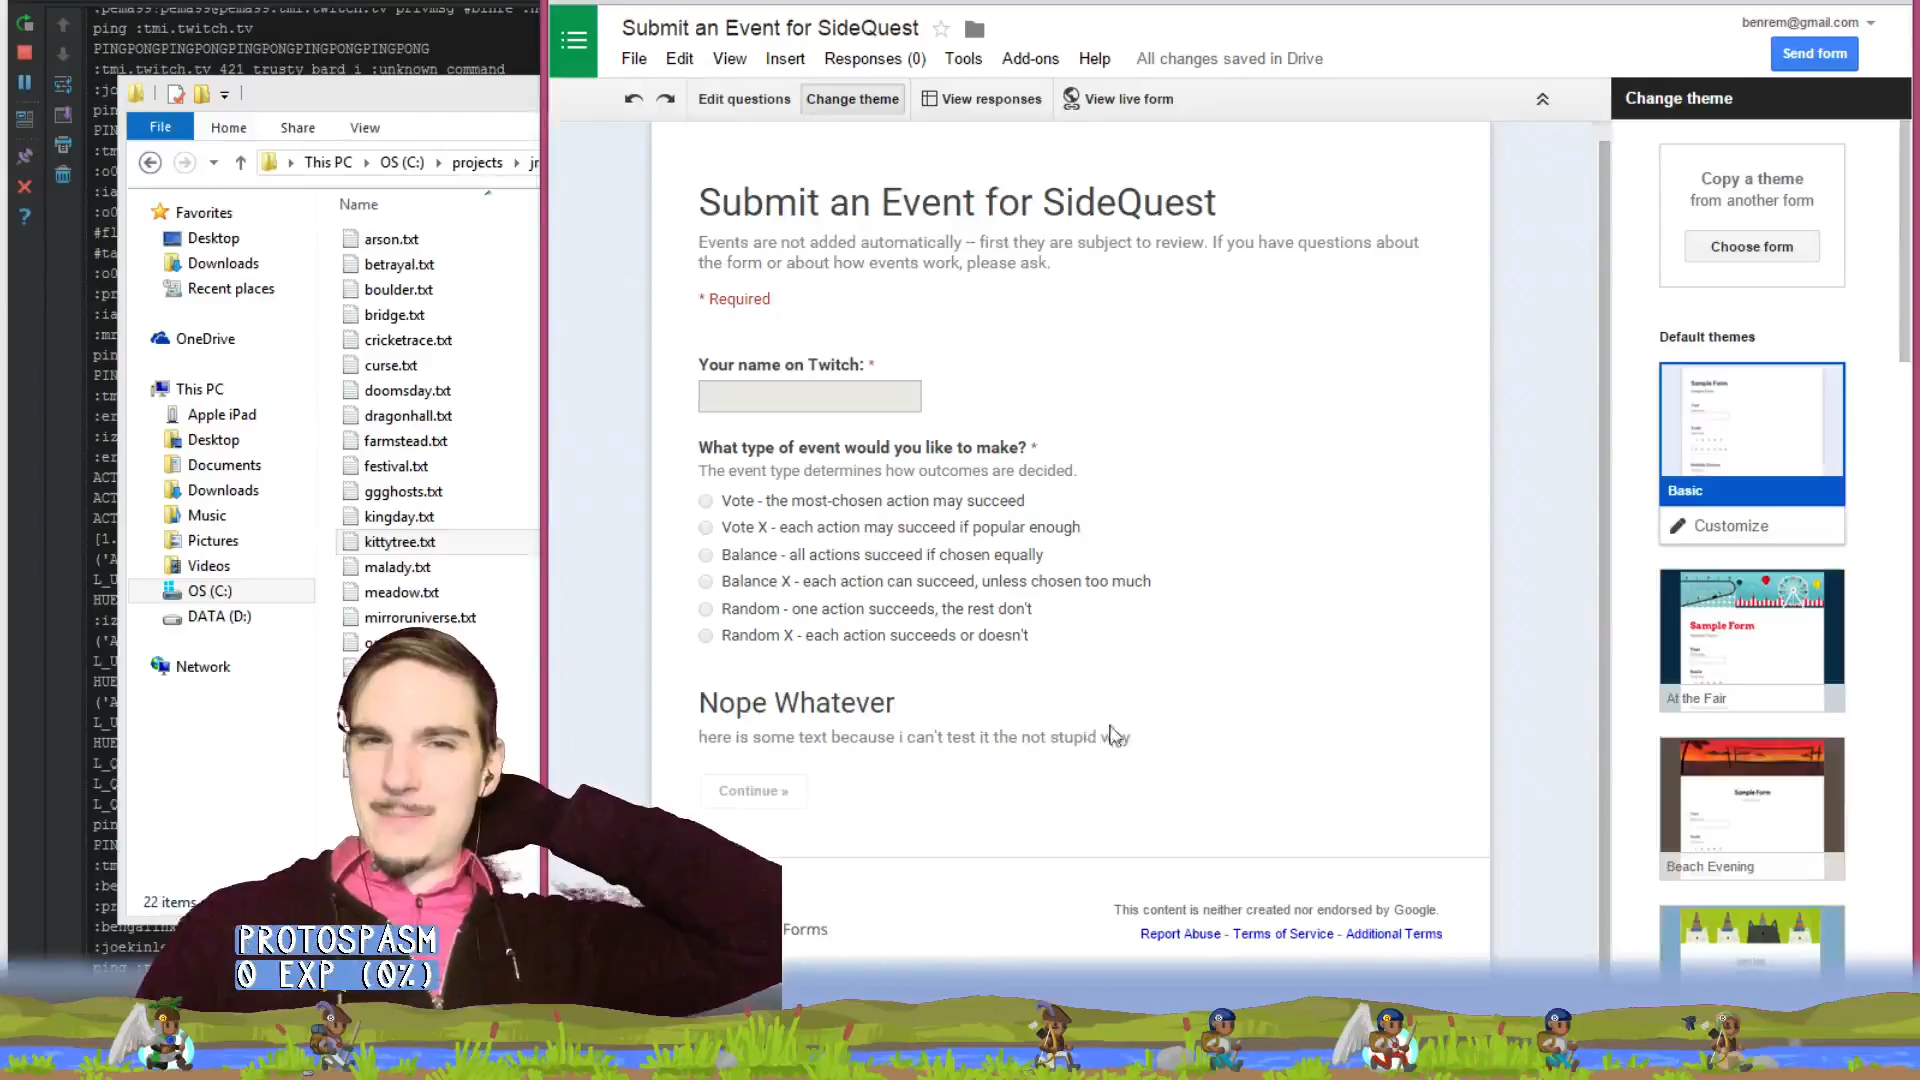 ping :tmi.twitch.tv
PINGPONGPINGPONGPINGPONGPINGPONGPINGPONG
:tmi.twitch.tv 421 trusty_bard i :unknown command
File
Home
Share
View
This PC
OS (C:)
projects
Name
Favorites
Desktop
Downloads
Recent places
OneDrive
This PC
Apple iPad
Desktop
Documents
Downloads
Music
Pictures
Videos
OS (C:)
DATA (D:)
Network
arson.txt
betrayal.txt
boulder.txt
bridge.txt
cricketrace.txt
curse.txt
doomsday.txt
dragonhall.txt
farmstead.txt
festival.txt
ggghosts.txt
kingday.txt
kittytree.txt
malady.txt
meadow.txt
mirroruniverse.txt
22 items
Submit an Event for SideQuest
benrem@gmail.com
Send form
File Edit View Insert Responses (0) Tools Add-ons Help All changes saved in Drive
Edit questions
Change theme
View responses
View live form
Submit an Event for SideQuest
Events are not added automatically – first they are subject to review. If you have questions about
the form or about how events work, please ask.
* Required
Your name on Twitch: *
What type of event would you like to make? *
The event type determines how outcomes are decided.
Vote - the most-chosen action may succeed
Vote X - each action may succeed if popular enough
Balance - all actions succeed if chosen equally
Balance X - each action can succeed, unless chosen too much
Random - one action succeeds, the rest don't
Random X - each action succeeds or doesn't
Nope Whatever
here is some text because i can't test it the not stupid way
Continue »
Forms
This content is neither created nor endorsed by Google.
Report Abuse - Terms of Service - Additional Terms
Change theme
Copy a theme
from another form
Choose form
Default themes
Sample Form
Basic
Customize
Sample Form
At the Fair
Sample Form
Beach Evening
PROTOSPASM
0 EXP (0%)